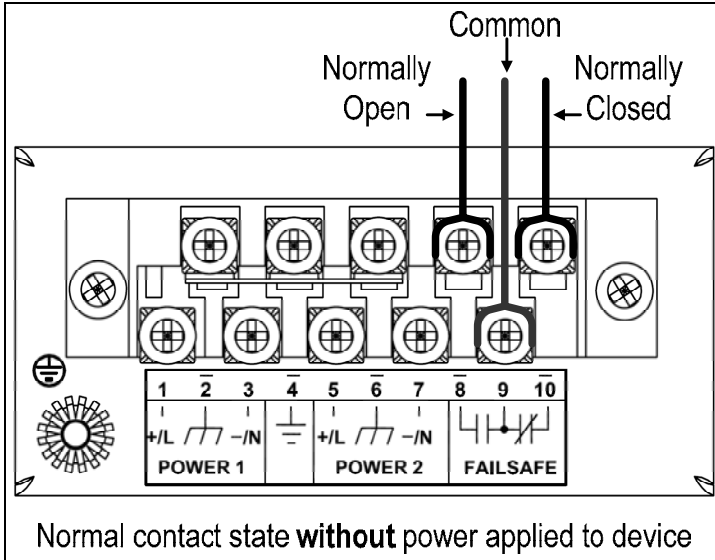 Common
Normally Normally
Open Closed
1 2 3 4 5 6 7 8 9 10
+/L −/N +/L −/N
POWER 1 POWER 2 FAILSAFE
Normal contact state without power applied to device